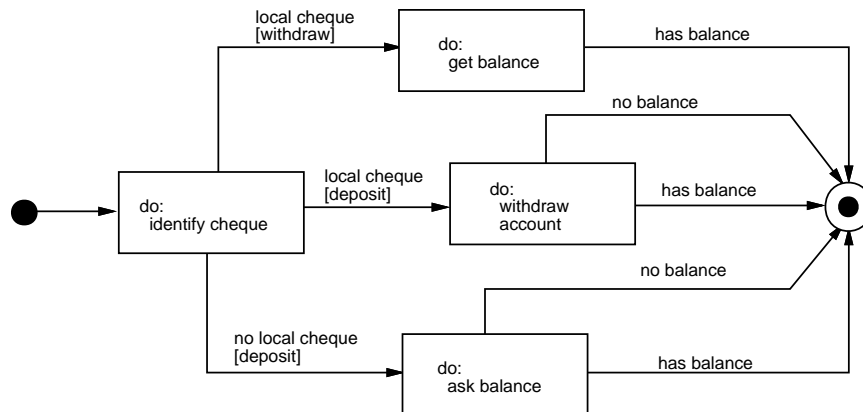 local cheque
[withdraw]
do:
get balance
has balance
no balance
do:
identify cheque
local cheque
[deposit]
do:
withdraw
account
has balance
no balance
no local cheque
[deposit]
do:
ask balance
has balance